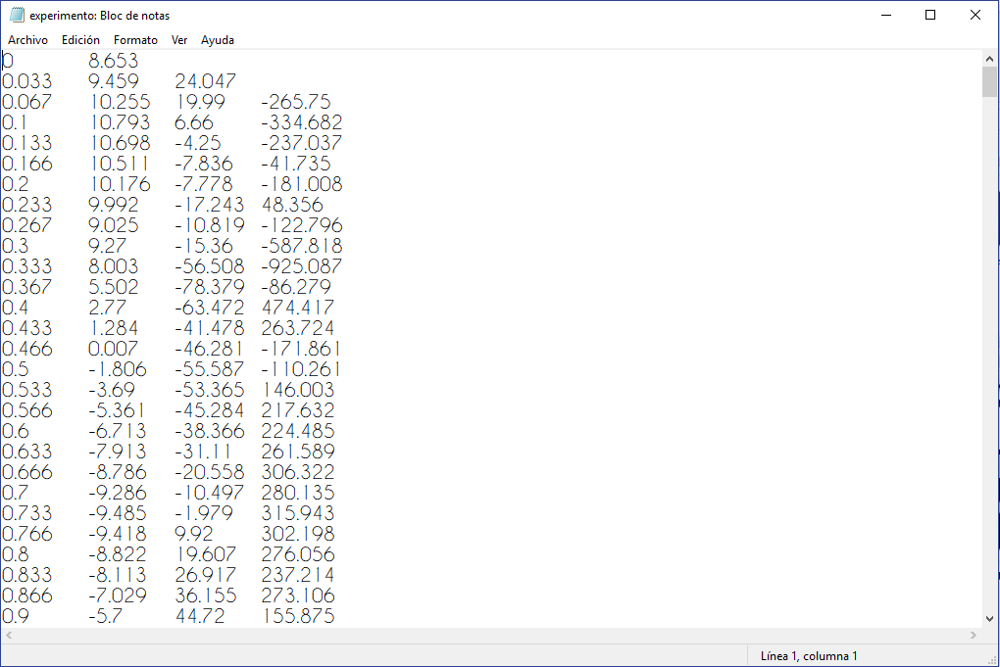 experimento: Bloc de notas
Archivo Edición Formato Ver Ayuda
0 8.653
0.033 9.459 24.047
0.067 10.255 19.99 -265.75
0.1 10.793 6.66 -334.682
0.133 10.698 -4.25 -237.037
0.166 10.511 -7.836 -41.735
0.2 10.176 -7.778 -181.008
0.233 9.992 -17.243 48.356
0.267 9.025 -10.819 -122.796
0.3 9.27 -15.36 -587.818
0.333 8.003 -56.508 -925.087
0.367 5.502 -78.379 -86.279
0.4 2.77 -63.472 474.417
0.433 1.284 -41.478 263.724
0.466 0.007 -46.281 -171.861
0.5 -1.806 -55.587 -110.261
0.533 -3.69 -53.365 146.003
0.566 -5.361 -45.284 217.632
0.6 -6.713 -38.366 224.485
0.633 -7.913 -31.11 261.589
0.666 -8.786 -20.558 306.322
0.7 -9.286 -10.497 280.135
0.733 -9.485 -1.979 315.943
0.766 -9.418 9.92 302.198
0.8 -8.822 19.607 276.056
0.833 -8.113 26.917 237.214
0.866 -7.029 36.155 273.106
0.9 -5.7 44.72 155.875
Línea 1, columna 1